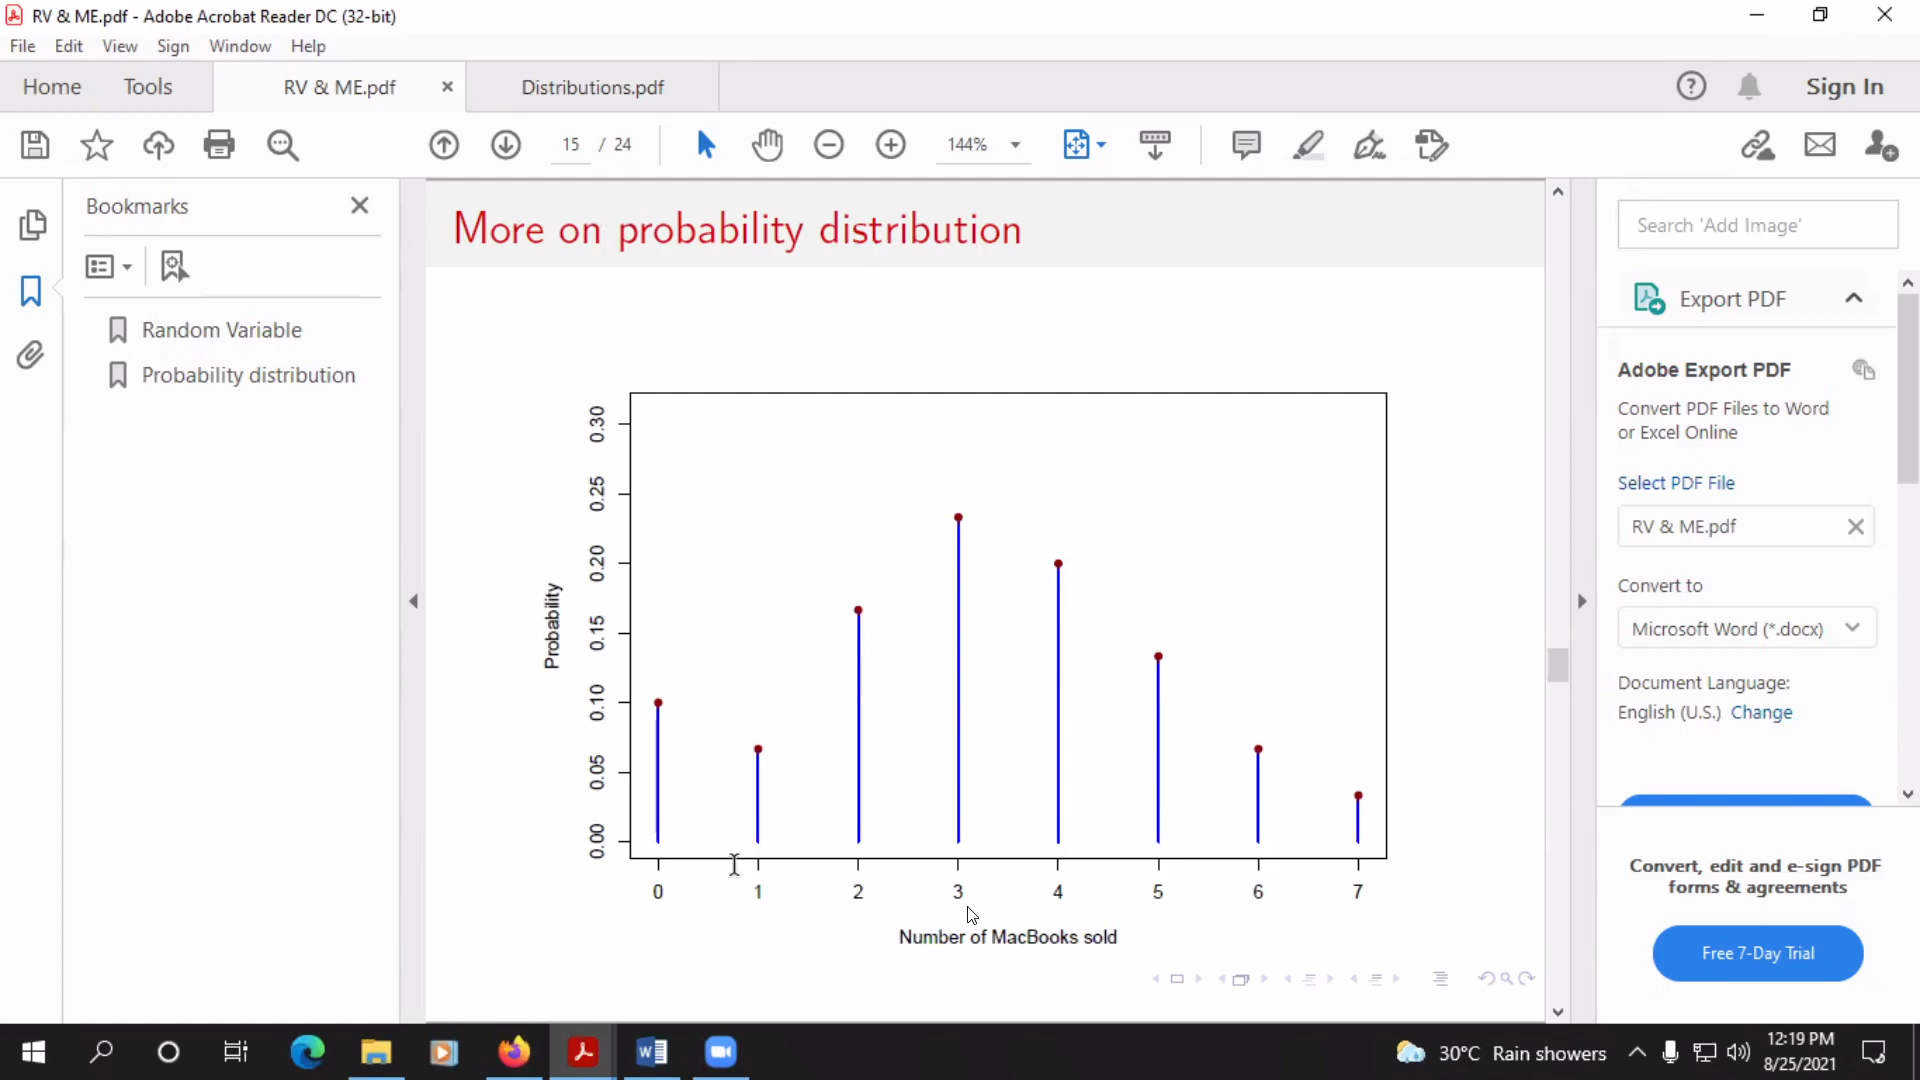 RV & ME.pdf - Adobe Acrobat Reader DC (32-bit)
File Edit View Sign Window Help
Home Tools RV & ME.pdf Distributions.pdf Sign In
15 / 24 144%
Bookmarks
Random Variable
Probability distribution
More on probability distribution
0.30
0.25
0.20
0.15
0.10
0.05
0.00
Probability
0 1 2 3 4 5 6 7
Number of MacBooks sold
Search 'Add Image'
Export PDF
Adobe Export PDF
Convert PDF Files to Word
or Excel Online
Select PDF File
RV & ME.pdf
Convert to
Microsoft Word (*.docx)
Document Language:
English (U.S.) Change
Convert, edit and e-sign PDF
forms & agreements
Free 7-Day Trial
30°C Rain showers
12:19 PM
8/25/2021